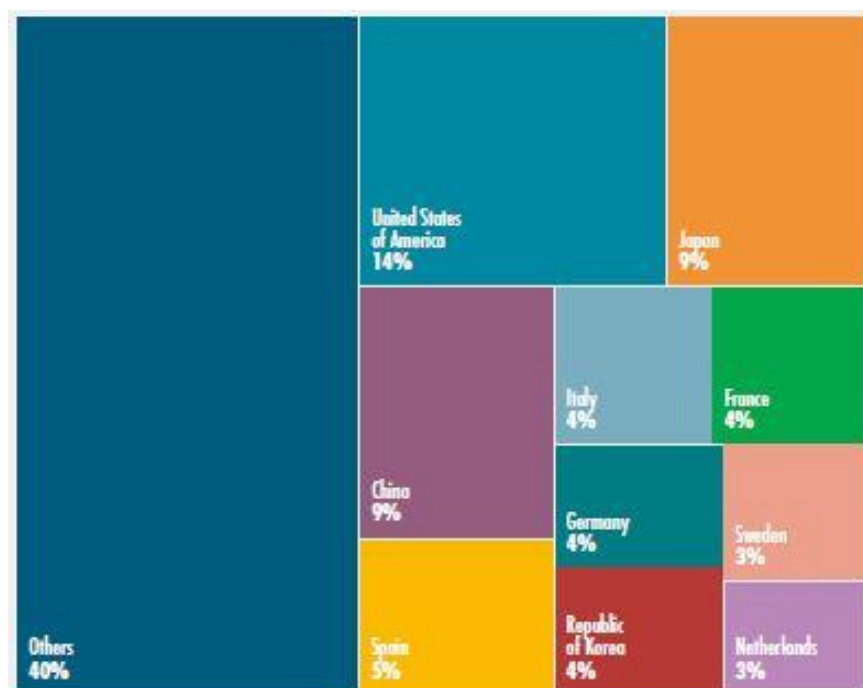 United States
of America
14%
Japan
9%
Italy
4%
France
4%
China
9%
Germany
4%
Sweden
3%
Others
40%
Spain
5%
Republic
of Korea
4%
Netherlands
3%